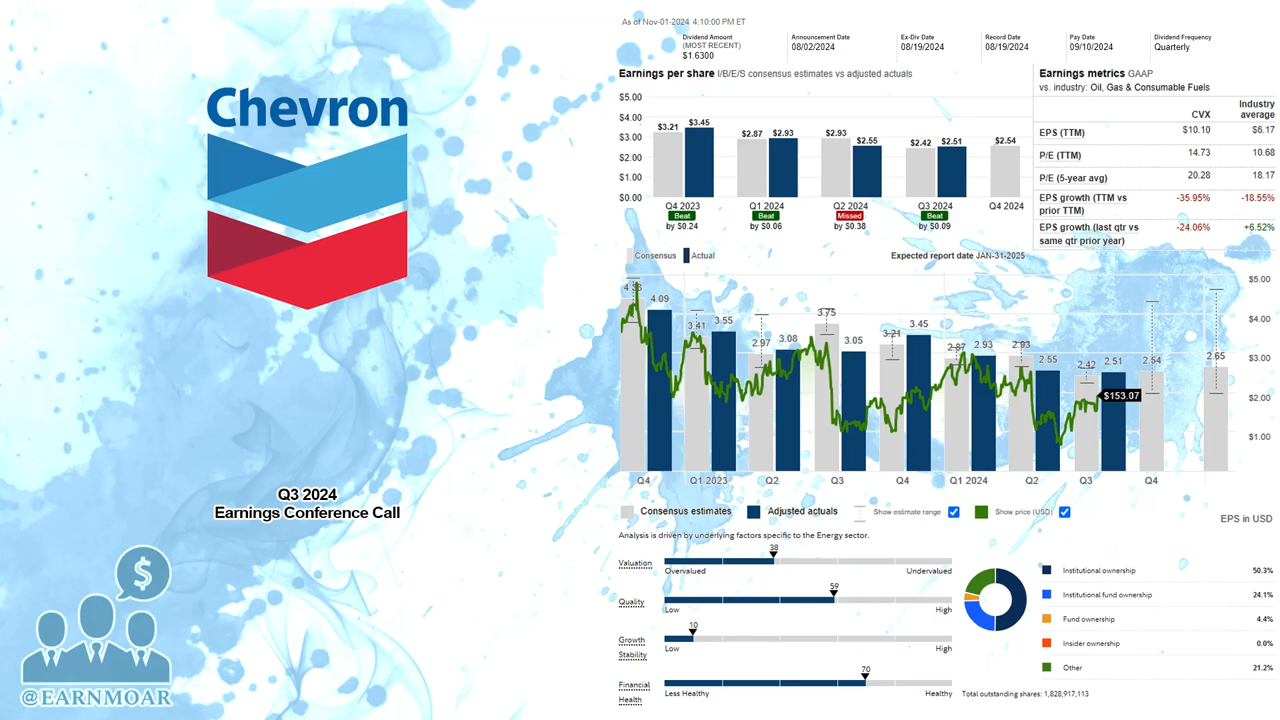 Chevron
Q3 2024
Earnings Conference Call
$
@EARNMOAR
As of Nov-01-2024 4:10:00 PM ET
Dividend Amount
(MOST RECENT)
$1.6300
Announcement Date
08/02/2024
Ex-Div Date
08/19/2024
Record Date
08/19/2024
Pay Date
09/10/2024
Dividend Frequency
Quarterly
Earnings per share I/B/E/S consensus estimates vs adjusted actuals
$5.00
$4.00
$3.00
$2.00
$1.00
$0.00
$3.21 $3.45
$2.87 $2.93
$2.93 $2.55
$2.42 $2.51
$2.54
Q4 2023 Q1 2024 Q2 2024 Q3 2024 Q4 2024
Beat Beat Missed Beat
by $0.24 by $0.06 by $0.38 by $0.09
Consensus Actual
Expected report date JAN-31-2025
Earnings metrics GAAP
vs. industry: Oil, Gas & Consumable Fuels
CVX Industry average
EPS (TTM) $10.10 $6.17
P/E (TTM) 14.73 10.68
P/E (5-year avg) 20.28 18.17
EPS growth (TTM vs prior TTM) -35.95% -18.55%
EPS growth (last qtr vs same qtr prior year) -24.06% +6.52%
4.09
3.41 3.55
2.97 3.08
3.75 3.05
3.21 3.45
2.87 2.93
2.93 2.55
2.42 2.51
2.54
2.65
$153.07
$5.00
$4.00
$3.00
$2.00
$1.00
Q4 Q1 2023 Q2 Q3 Q4 Q1 2024 Q2 Q3 Q4
Consensus estimates Adjusted actuals Show estimate range Show price (USD)
EPS in USD
Analysis is driven by underlying factors specific to the Energy sector.
Valuation
38
Overvalued Undervalued
Quality
59
Low High
Growth
Stability
10
Low High
Financial
Health
70
Less Healthy Healthy
Institutional ownership 50.3%
Institutional fund ownership 24.1%
Fund ownership 4.4%
Insider ownership 0.0%
Other 21.2%
Total outstanding shares: 1,828,917,113